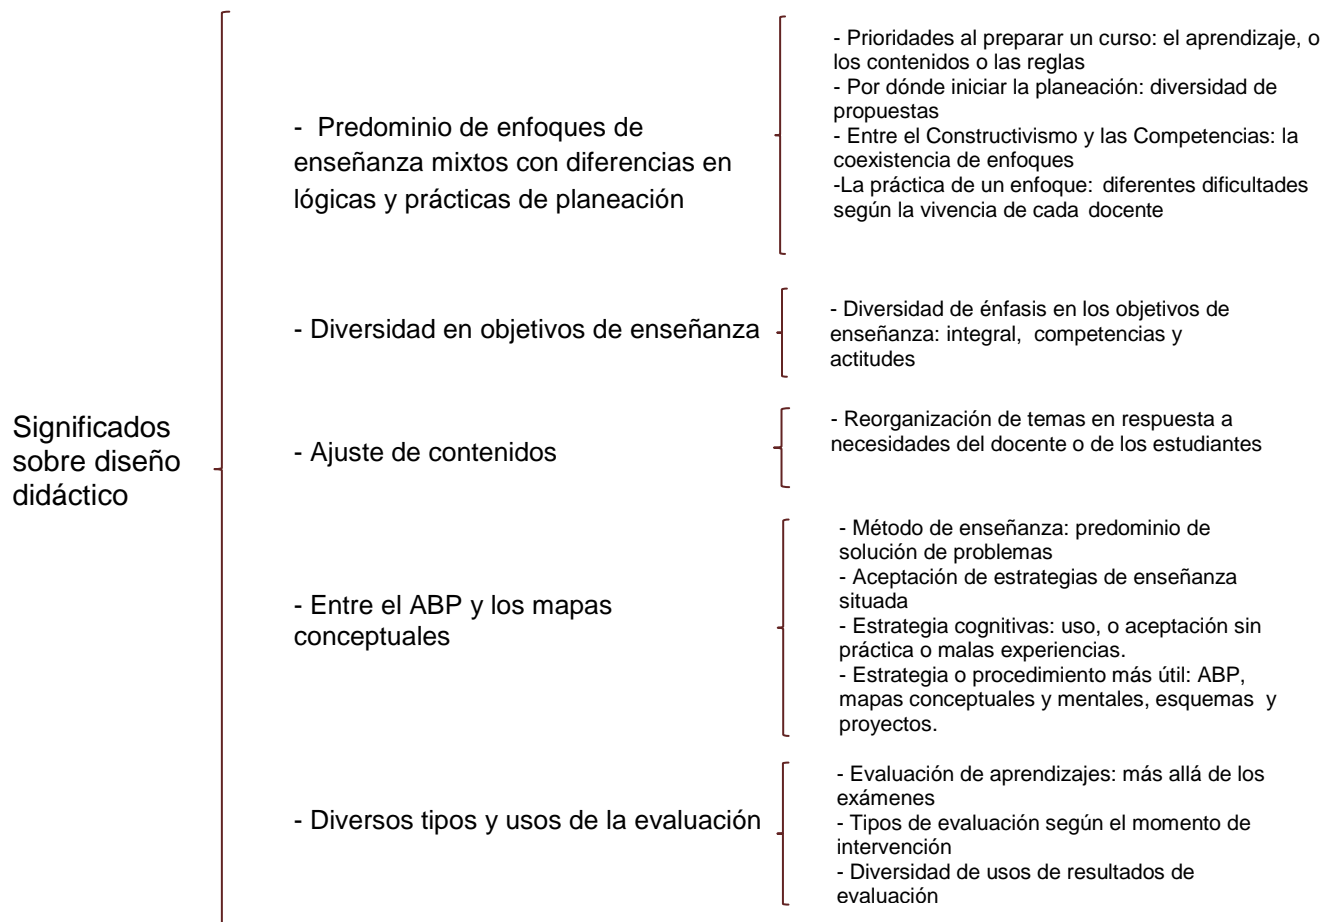 Significados
sobre diseño
didáctico
- Predominio de enfoques de
enseñanza mixtos con diferencias en
lógicas y prácticas de planeación
- Prioridades al preparar un curso: el aprendizaje, o
los contenidos o las reglas
- Por dónde iniciar la planeación: diversidad de
propuestas
- Entre el Constructivismo y las Competencias: la
coexistencia de enfoques
-La práctica de un enfoque: diferentes dificultades
según la vivencia de cada docente
- Diversidad en objetivos de enseñanza
- Diversidad de énfasis en los objetivos de
enseñanza: integral, competencias y
actitudes
- Ajuste de contenidos
- Reorganización de temas en respuesta a
necesidades del docente o de los estudiantes
- Entre el ABP y los mapas
conceptuales
- Método de enseñanza: predominio de
solución de problemas
- Aceptación de estrategias de enseñanza
situada
- Estrategia cognitivas: uso, o aceptación sin
práctica o malas experiencias.
- Estrategia o procedimiento más útil: ABP,
mapas conceptuales y mentales, esquemas y
proyectos.
- Diversos tipos y usos de la evaluación
- Evaluación de aprendizajes: más allá de los
exámenes
- Tipos de evaluación según el momento de
intervención
- Diversidad de usos de resultados de
evaluación